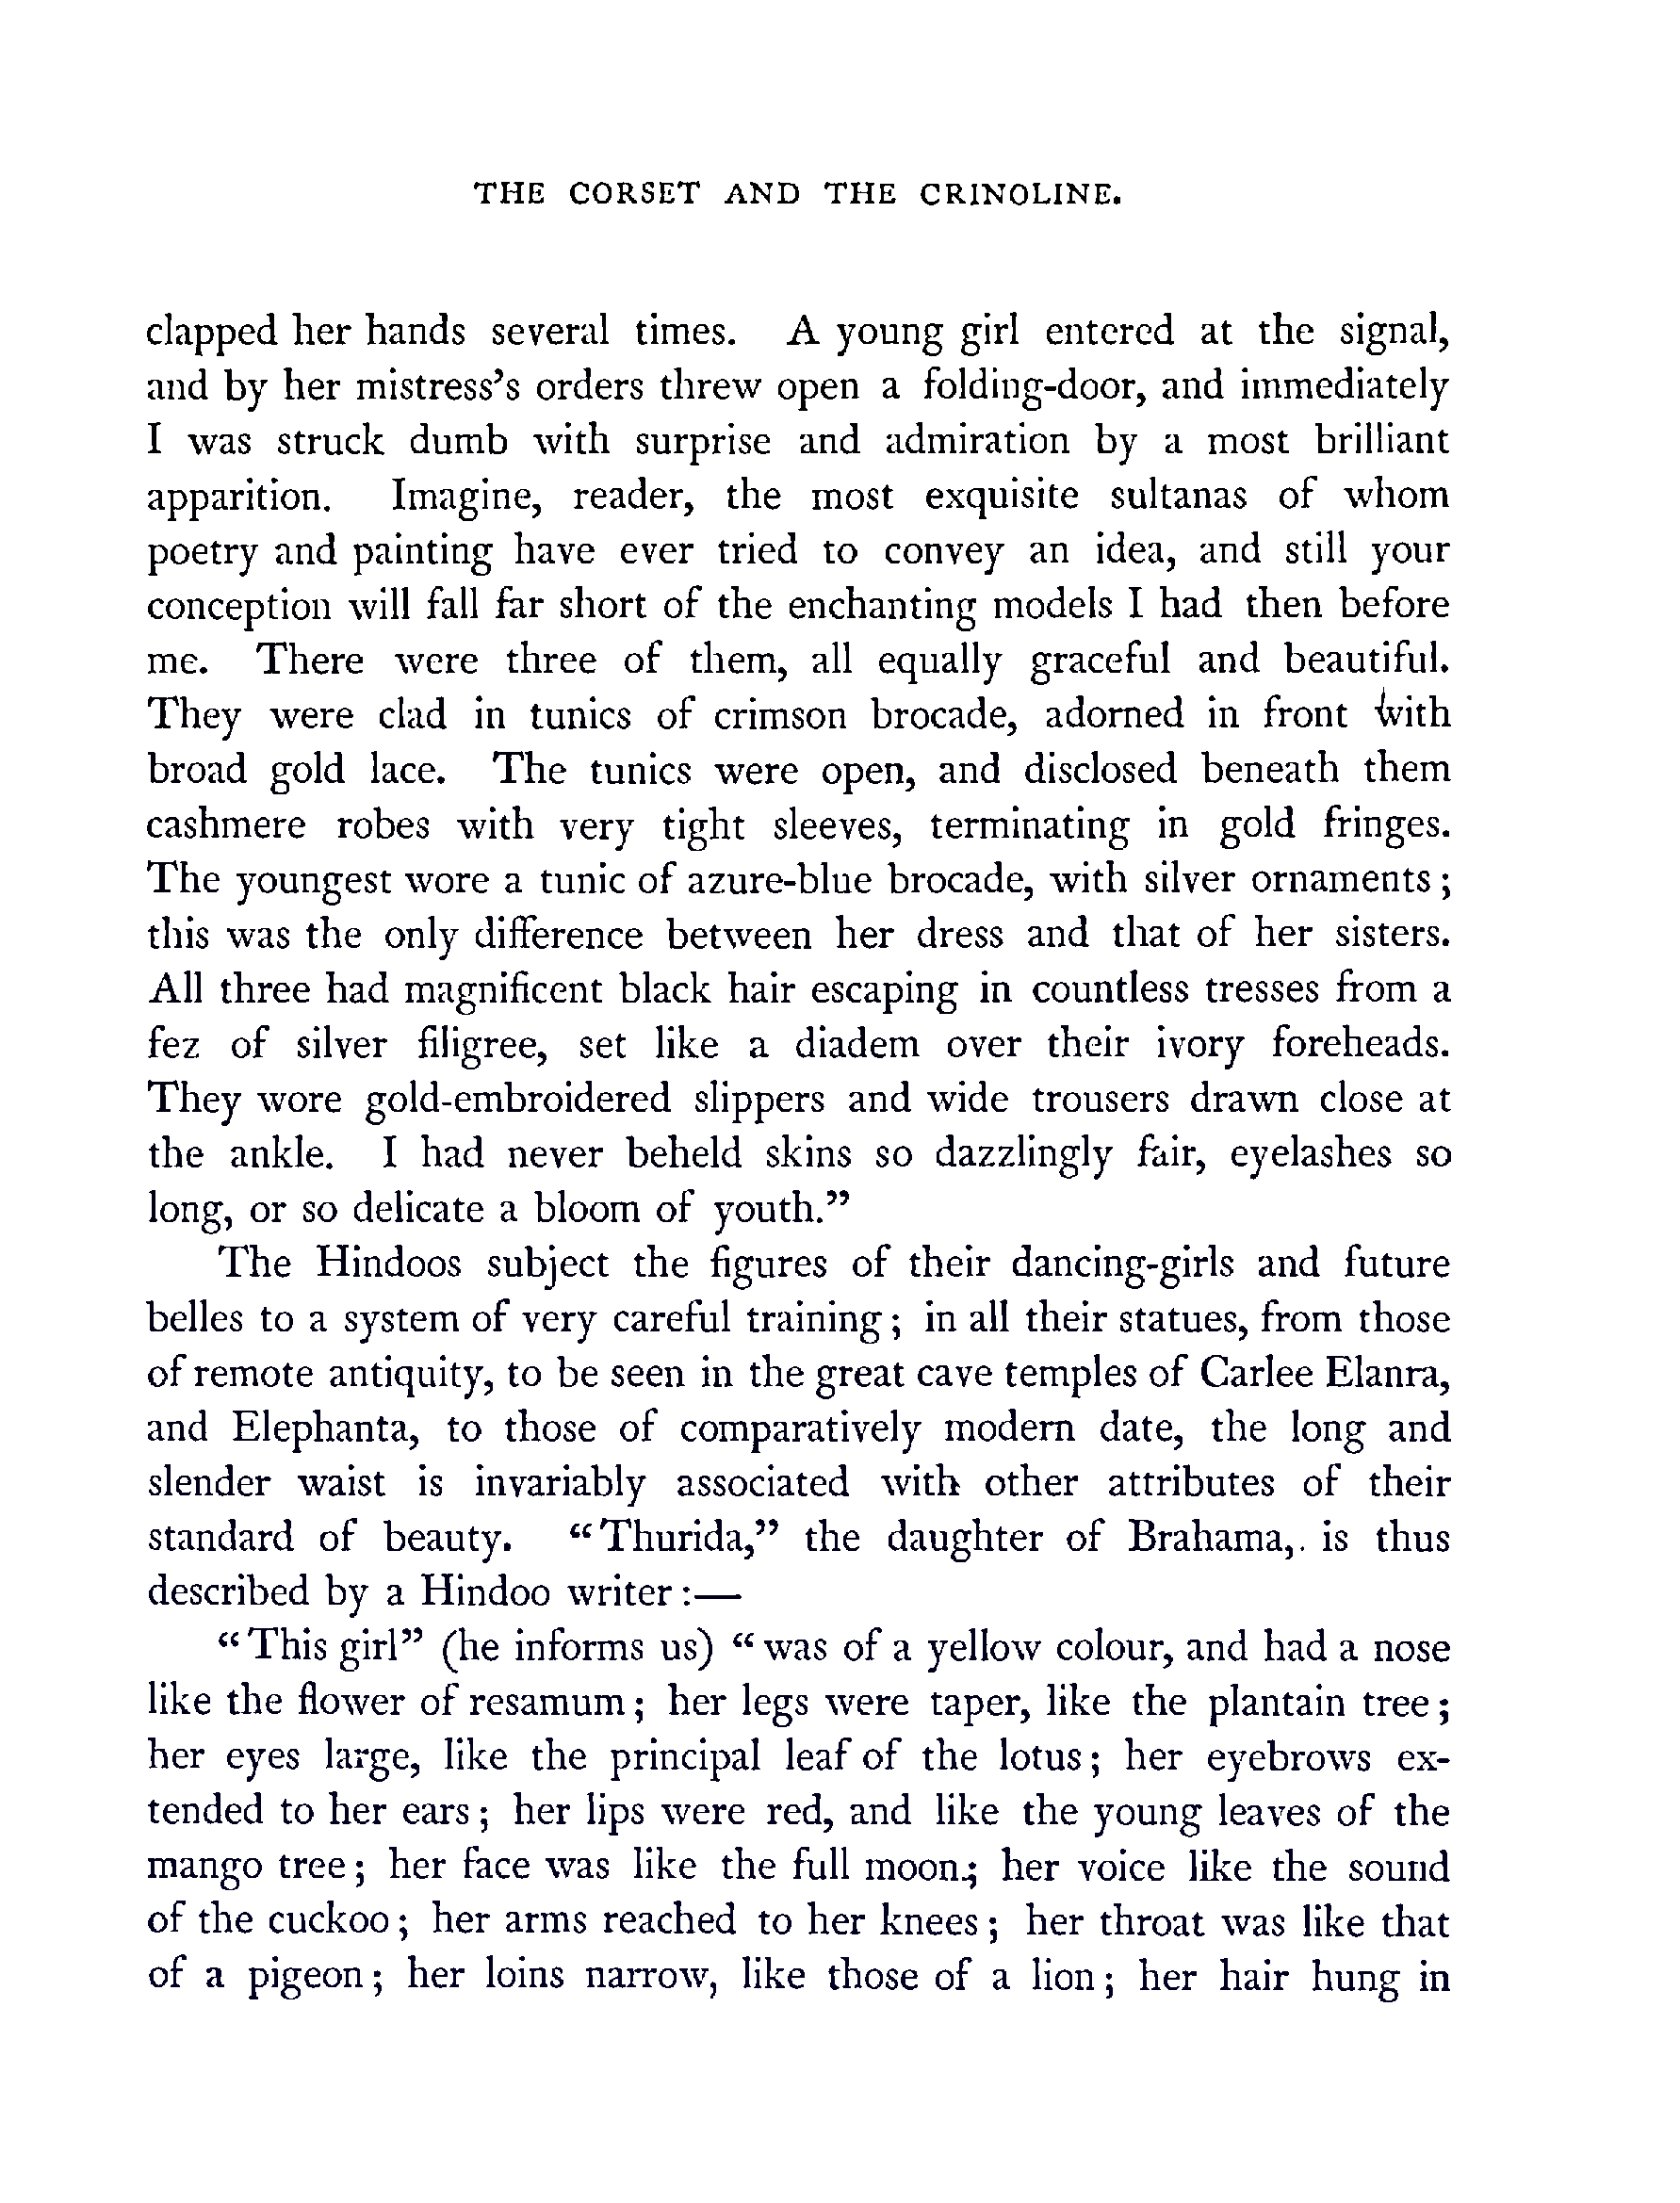 THE CORSET AND THE CRINOLINE.
clapped her hands several times. A young girl entered at the signal,
and by her mistress's orders threw open a folding-door, and immediately
I was struck dumb with surprise and admiration by a most brilliant
apparition. Imagine, reader, the most exquisite sultanas of whom
poetry and painting have ever tried to convey an idea, and still your
conception will fall far short of the enchanting models I had then before
me. There were three of them, all equally graceful and beautiful.
They were clad in tunics of crimson brocade, adorned in front with
broad gold lace. The tunics were open, and disclosed beneath them
cashmere robes with very tight sleeves, terminating in gold fringes.
The youngest wore a tunic of azure-blue brocade, with silver ornaments;
this was the only difference between her dress and that of her sisters.
All three had magnificent black hair escaping in countless tresses from a
fez of silver filigree, set like a diadem over their ivory foreheads.
They wore gold-embroidered slippers and wide trousers drawn close at
the ankle. I had never beheld skins so dazzlingly fair, eyelashes so
long, or so delicate a bloom of youth."
The Hindoos subject the figures of their dancing-girls and future
belles to a system of very careful training; in all their statues, from those
of remote antiquity, to be seen in the great cave temples of Carlee Elanra,
and Elephanta, to those of comparatively modern date, the long and
slender waist is invariably associated with other attributes of their
standard of beauty. "Thurida," the daughter of Brahama,. is thus
described by a Hindoo writer:—
"This girl" (he informs us) "was of a yellow colour, and had a nose
like the flower of resamum; her legs were taper, like the plantain tree;
her eyes large, like the principal leaf of the lotus; her eyebrows ex-
tended to her ears; her lips were red, and like the young leaves of the
mango tree; her face was like the full moon; her voice like the sound
of the cuckoo; her arms reached to her knees; her throat was like that
of a pigeon; her loins narrow, like those of a lion; her hair hung in